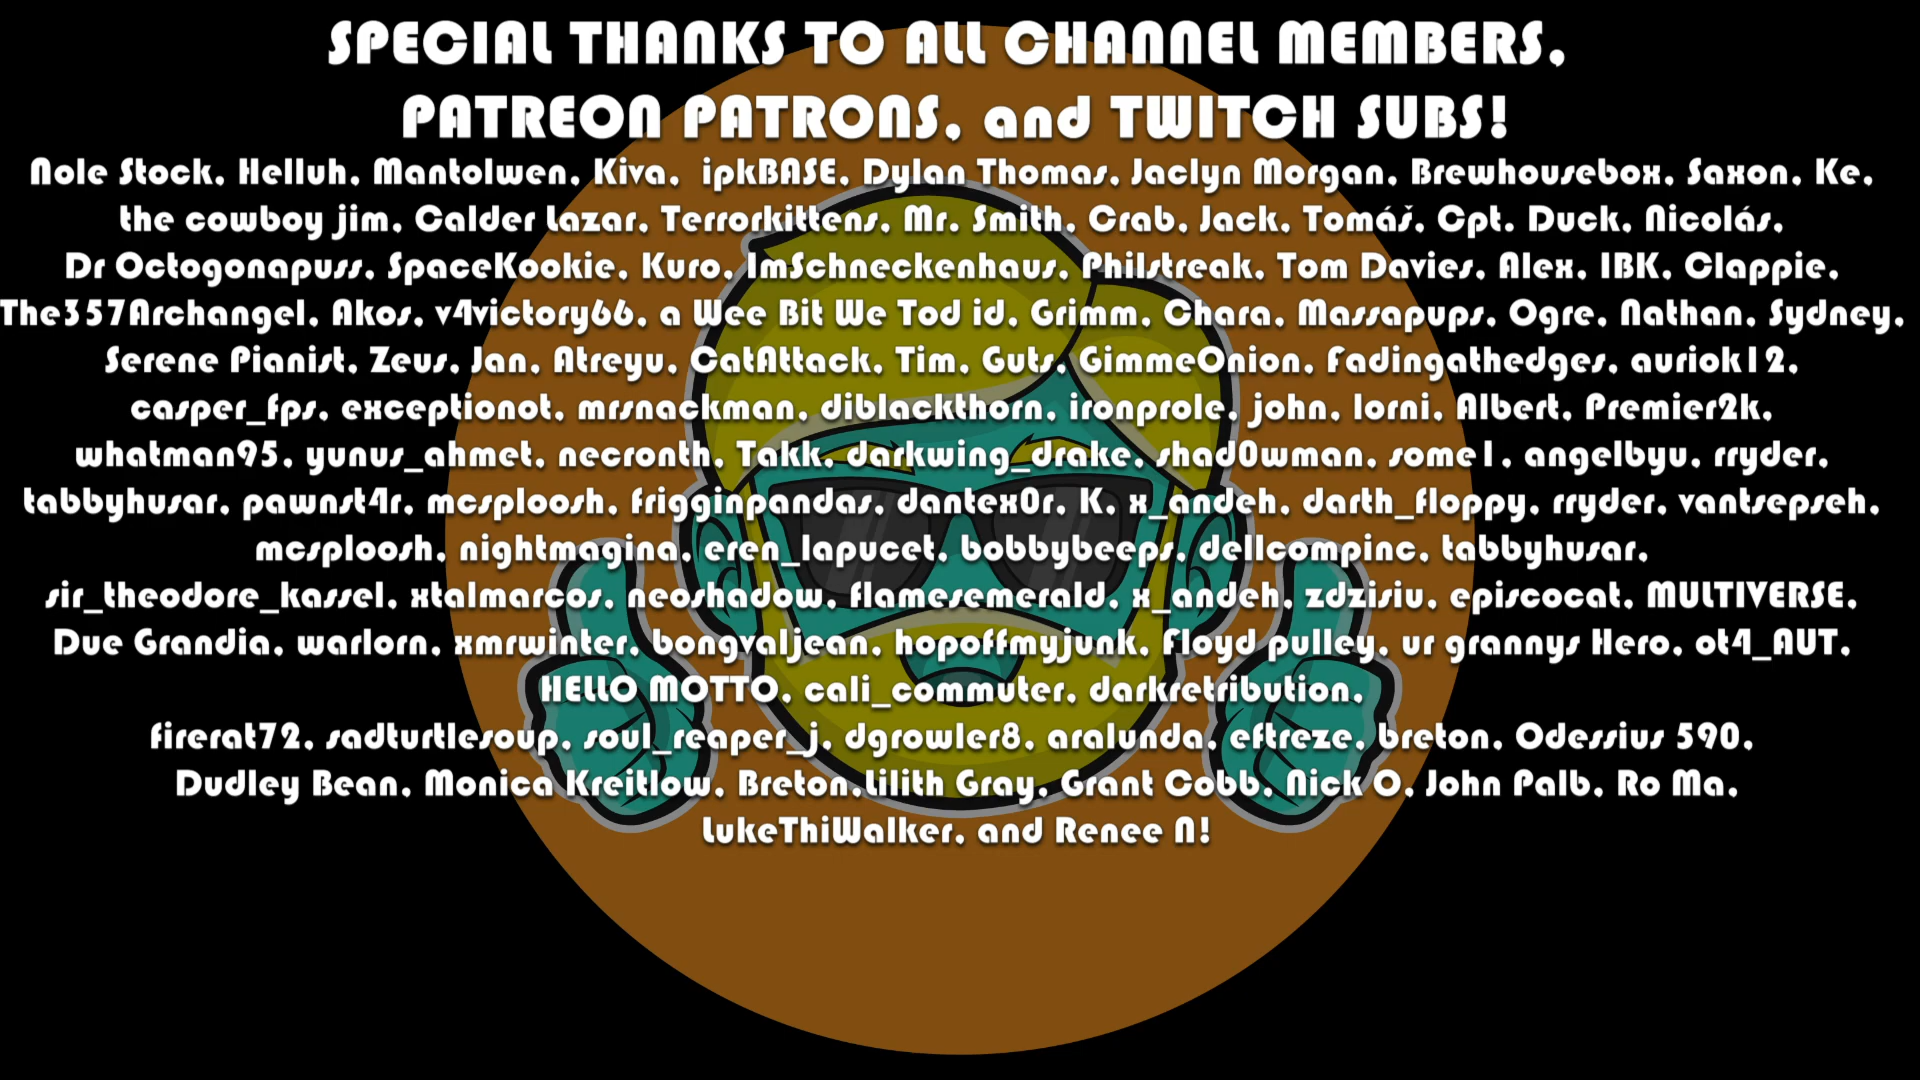 SPECIAL THANKS TO ALL CHANNEL MEMBERS,
PATREON PATRONS, and TWITCH SUBS!
Nole Stock, Helluh, Mantolwen, Kiva, ipkBASE, Dylan Thomas, Jaclyn Morgan, Brewhousebox, Saxon, Ke,
the cowboy jim, Calder Lazar, Terrorkittens, Mr. Smith, Crab, Jack, Tomáš, Cpt. Duck, Nicolás,
Dr Octogonapuss, SpaceKookie, Kuro, ImSchneckenhaus, Philstreak, Tom Davies, Alex, IBK, Clappie,
The357Archangel, Akos, v4victory66, a Wee Bit We Tod id, Grimm, Chara, Massapups, Ogre, Nathan, Sydney,
Serene Pianist, Zeus, Jan, Atreyu, CatAttack, Tim, Guts, GimmeOnion, Fadingathedges, auriok12,
casper_fps, exceptionot, mrsnackman, diblackthorn, ironprole, john, lorni, Albert, Premier2k,
whatman95, yunus_ahmet, necronth, Takk, darkwing_drake, shad0wman, some1, angelbyu, rryder,
tabbyhusar, pawnst4r, mcsploosh, frigginpandas, dantex0r, K, x_andeh, darth_floppy, rryder, vantsepseh,
mcsploosh, nightmagina, eren_lapucet, bobbybeeps, dellcompinc, tabbyhusar,
sir_theodore_kassel, xtalmarcos, neoshadow, flamesemerald, x_andeh, zdzisiu, episcocat, MULTIVERSE,
Due Grandia, warlorn, xmrwinter, bongvaljean, hopoffmyjunk, Floyd pulley, ur grannys Hero, ot4_AUT,
HELLO MOTTO, cali_commuter, darkretribution,
firerat72, sadturtlesoup, soul_reaper_j, dgrowler8, aralunda, eftreze, breton, Odessius 590,
Dudley Bean, Monica Kreitlow, Breton,Lilith Gray, Grant Cobb, Nick O, John Palb, Ro Ma,
LukeThiWalker, and Renee N!